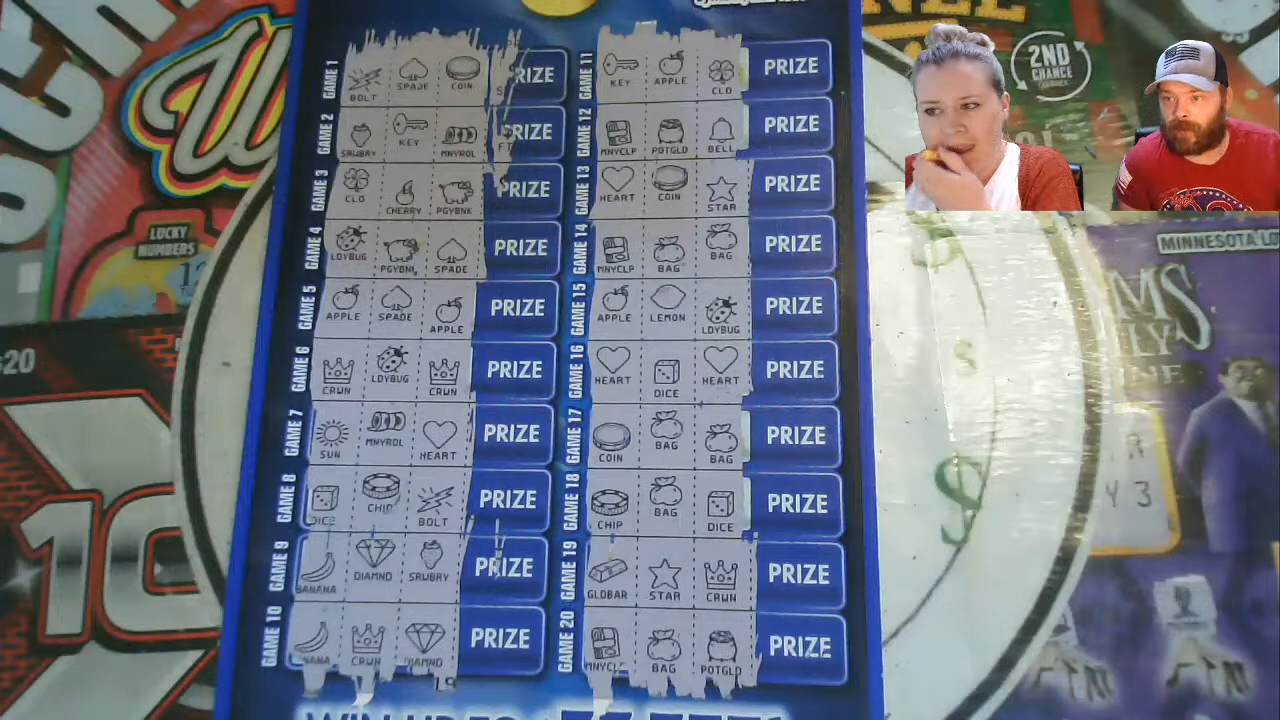 GAME 1
BOLT SPADE COIN
PRIZE
GAME 2
SRWBRY KEY MNYROL
PRIZE
GAME 3
CLO CHERRY PGYBNK
PRIZE
GAME 4
LDYBUG PGYBNK SPADE
PRIZE
GAME 5
APPLE SPADE APPLE
PRIZE
GAME 6
CRWN LDYBUG CRWN
PRIZE
GAME 7
SUN MNYROL HEART
PRIZE
GAME 8
DICE CHIP BOLT
PRIZE
GAME 9
BANANA DIAMND SRWBRY
PRIZE
GAME 10
BANA CRWN DIAMND
PRIZE
GAME 11
KEY APPLE CLO
PRIZE
GAME 12
MNYCLP POTGLD BELL
PRIZE
GAME 13
HEART COIN STAR
PRIZE
GAME 14
MNYCLP BAG BAG
PRIZE
GAME 15
APPLE LEMON LDYBUG
PRIZE
GAME 16
HEART DICE HEART
PRIZE
GAME 17
COIN BAG BAG
PRIZE
GAME 18
CHIP BAG DICE
PRIZE
GAME 19
GLDBAR STAR CRWN
PRIZE
GAME 20
MNYCLP BAG POTGLD
PRIZE
LUCKY
NUMBERS
$20
10
2ND
CHANCE
MINNESOTA LO